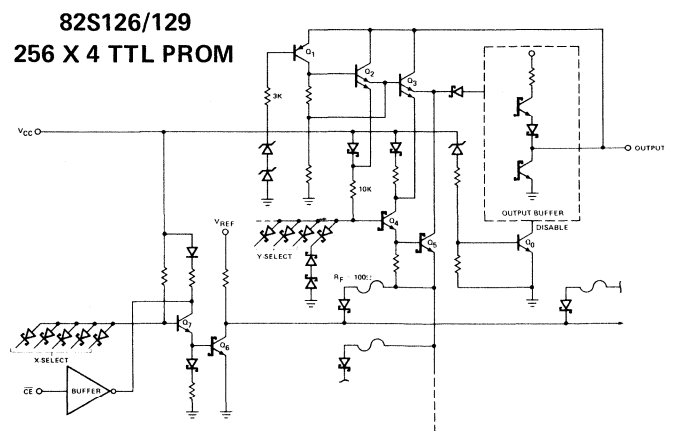 82S126/129
256 X 4 TTL PROM
Q1
Q2
Q3
3K
VCC
OUTPUT
10K
VREF
Q4
OUTPUT BUFFER
DISABLE
Y-SELECT
Q5
Q0
RF 100Ω
Q7
Q6
X-SELECT
CE
BUFFER